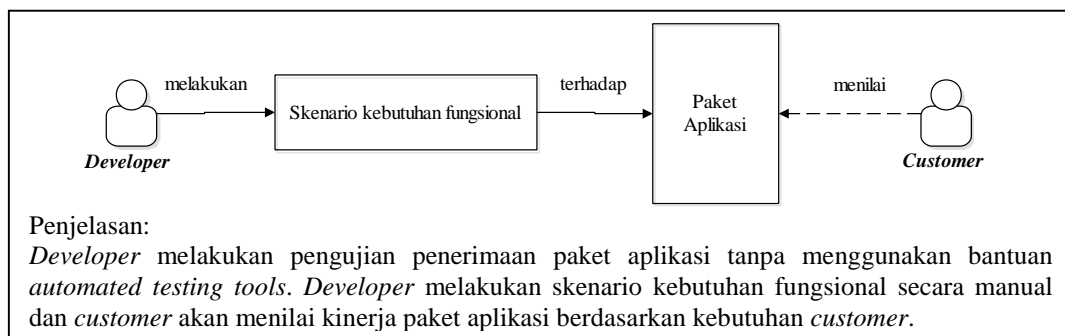 melakukan
Skenario kebutuhan fungsional
terhadap
Paket
Aplikasi
menilai
Developer
Customer
Penjelasan:
Developer melakukan pengujian penerimaan paket aplikasi tanpa menggunakan bantuan
automated testing tools. Developer melakukan skenario kebutuhan fungsional secara manual
dan customer akan menilai kinerja paket aplikasi berdasarkan kebutuhan customer.